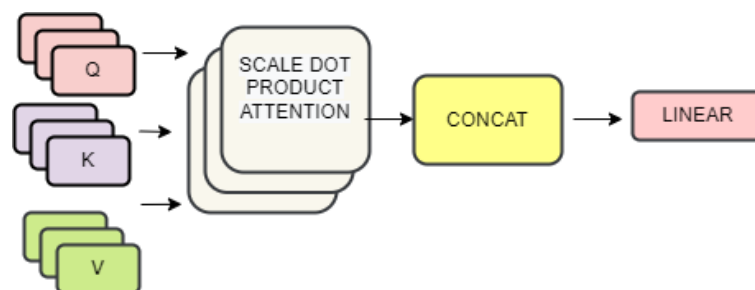 Q
K
V
SCALE DOT
PRODUCT
ATTENTION
CONCAT
LINEAR